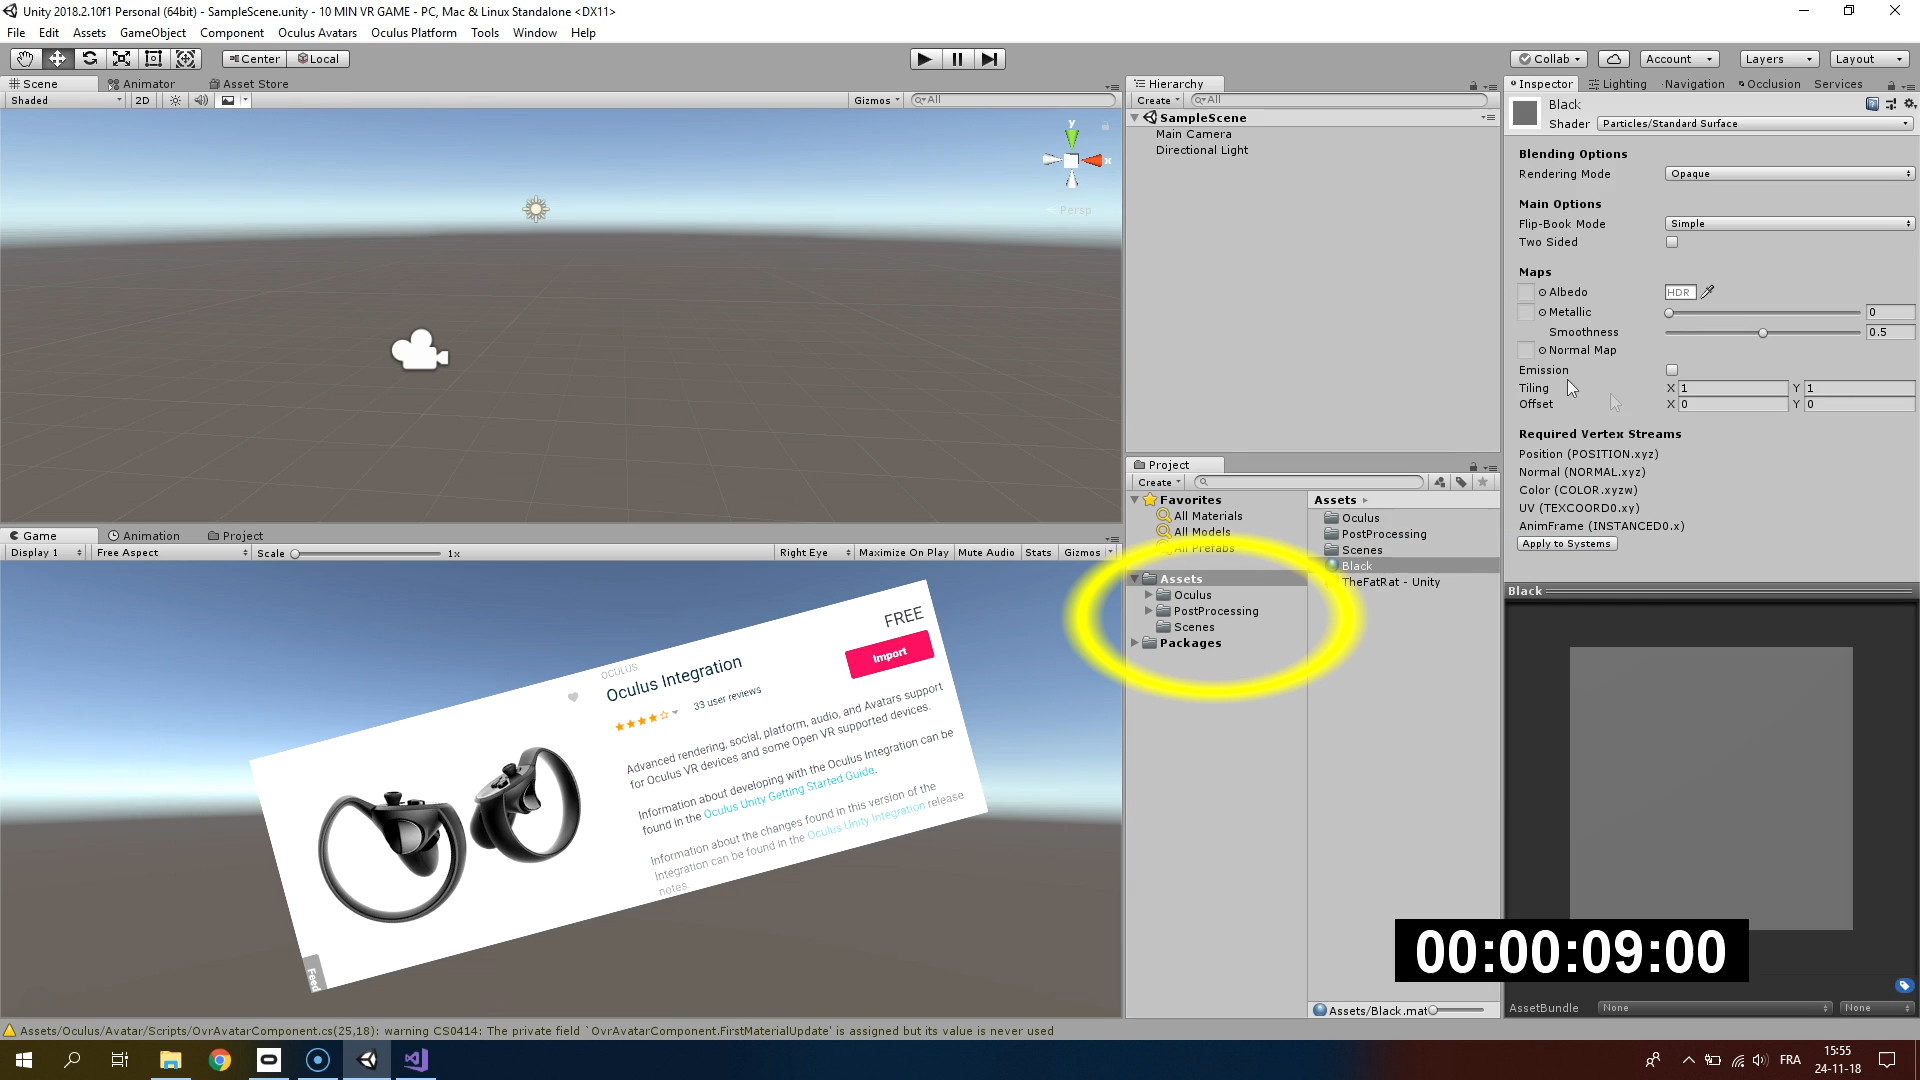 Unity 2018.2.10f1 Personal (64bit) - SampleScene.unity - 10 MIN VR GAME - PC, Mac & Linux Standalone <DX11>
File Edit Assets GameObject Component Oculus Avatars Oculus Platform Tools Window Help
Center Local Collab Account Layers Layout
Scene Animator Asset Store
Shaded 2D Gizmos All
y
x
Persp
Hierarchy
Create All
SampleScene
Main Camera
Directional Light
Inspector Lighting Navigation Occlusion Services
Black
Shader Particles/Standard Surface
Blending Options
Rendering Mode Opaque
Main Options
Flip-Book Mode Simple
Two Sided
Maps
Albedo HDR
Metallic 0
Smoothness 0.5
Normal Map
Emission
Tiling X 1 Y 1
Offset X 0 Y 0
Required Vertex Streams
Position (POSITION.xyz)
Normal (NORMAL.xyz)
Color (COLOR.xyzw)
UV (TEXCOORD0.xy)
AnimFrame (INSTANCED0.x)
Apply to Systems
Game Animation Project
Display 1 Free Aspect Scale 1x Right Eye Maximize On Play Mute Audio Stats Gizmos
FREE
Import
OCULUS
Oculus Integration
33 user reviews
Advanced rendering, social, platform, audio, and Avatars support
for Oculus VR devices and some Open VR supported devices.
Information about developing with the Oculus Integration can be
found in the Oculus Unity Getting Started Guide.
Information about the changes found in this version of the
Integration can be found in the Oculus Unity Integration release
notes.
Feed
Project
Create
Favorites
All Materials
All Models
All Prefabs
Assets
Oculus
PostProcessing
Scenes
Packages
Assets
Oculus
PostProcessing
Scenes
Black
TheFatRat - Unity
Assets/Black.mat
Black
00:00:09:00
AssetBundle None None
Assets/Oculus/Avatar/Scripts/OvrAvatarComponent.cs(25,18): warning CS0414: The private field `OvrAvatarComponent.FirstMaterialUpdate' is assigned but its value is never used
FRA
15:55
24-11-18